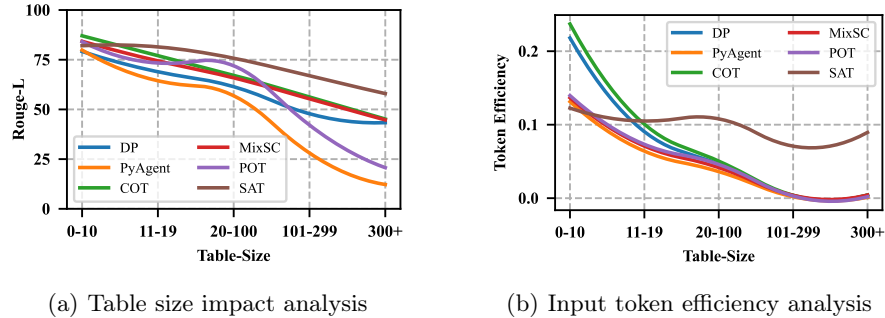 100
75
50
25
0
Rouge-L
DP
PyAgent
COT
MixSC
POT
SAT
0-10 11-19 20-100 101-299 300+
Table-Size
(a) Table size impact analysis
0.2
0.1
0.0
Token Efficiency
DP
PyAgent
COT
MixSC
POT
SAT
0-10 11-19 20-100 101-299 300+
Table-Size
(b) Input token efficiency analysis